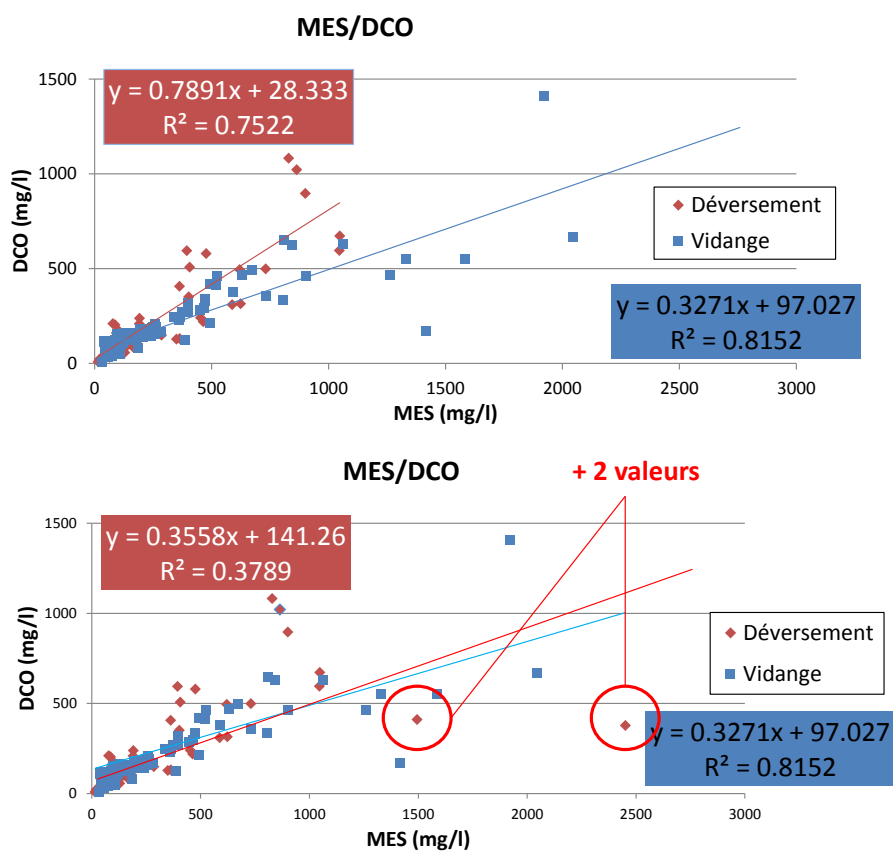 MES/DCO
y = 0.7891x + 28.333
R² = 0.7522
1500
1000
500
0
DCO (mg/l)
Déversement
Vidange
y = 0.3271x + 97.027
R² = 0.8152
0 500 1000 1500 2000 2500 3000
MES (mg/l)
MES/DCO
+ 2 valeurs
y = 0.3558x + 141.26
R² = 0.3789
1500
1000
500
0
DCO (mg/l)
Déversement
Vidange
y = 0.3271x + 97.027
R² = 0.8152
0 500 1000 1500 2000 2500 3000
MES (mg/l)